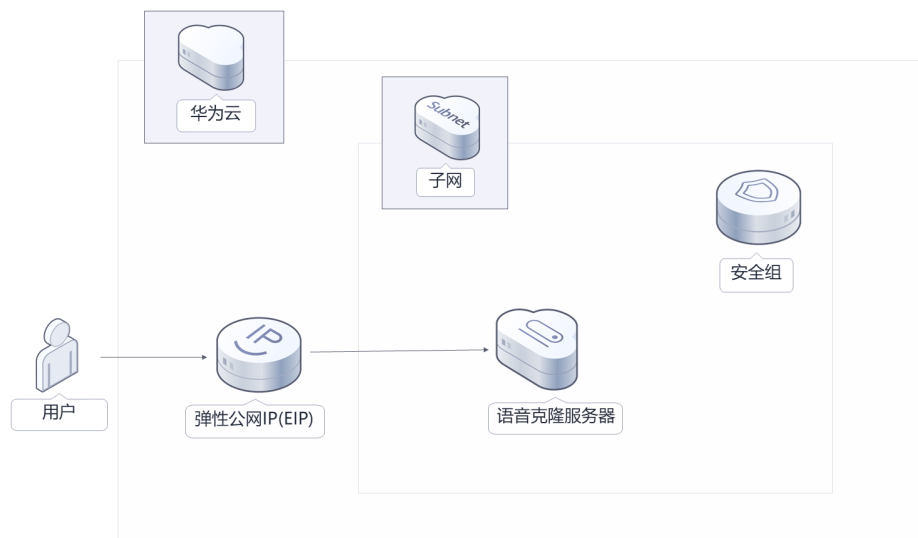 华为云
Subnet
子网
安全组
IP
用户
弹性公网IP(EIP)
语音克隆服务器